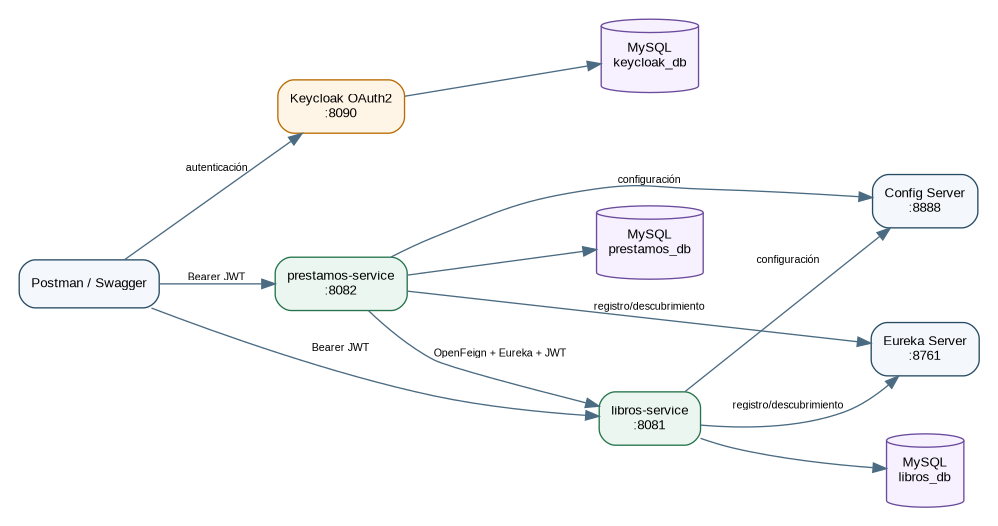 MySQL
keycloak_db
Keycloak OAuth2
:8090
autenticación
configuración
Config Server
:8888
MySQL
prestamos_db
Postman / Swagger
Bearer JWT
prestamos-service
:8082
configuración
registro/descubrimiento
Eureka Server
:8761
Bearer JWT
OpenFeign + Eureka + JWT
libros-service
:8081
registro/descubrimiento
MySQL
libros_db